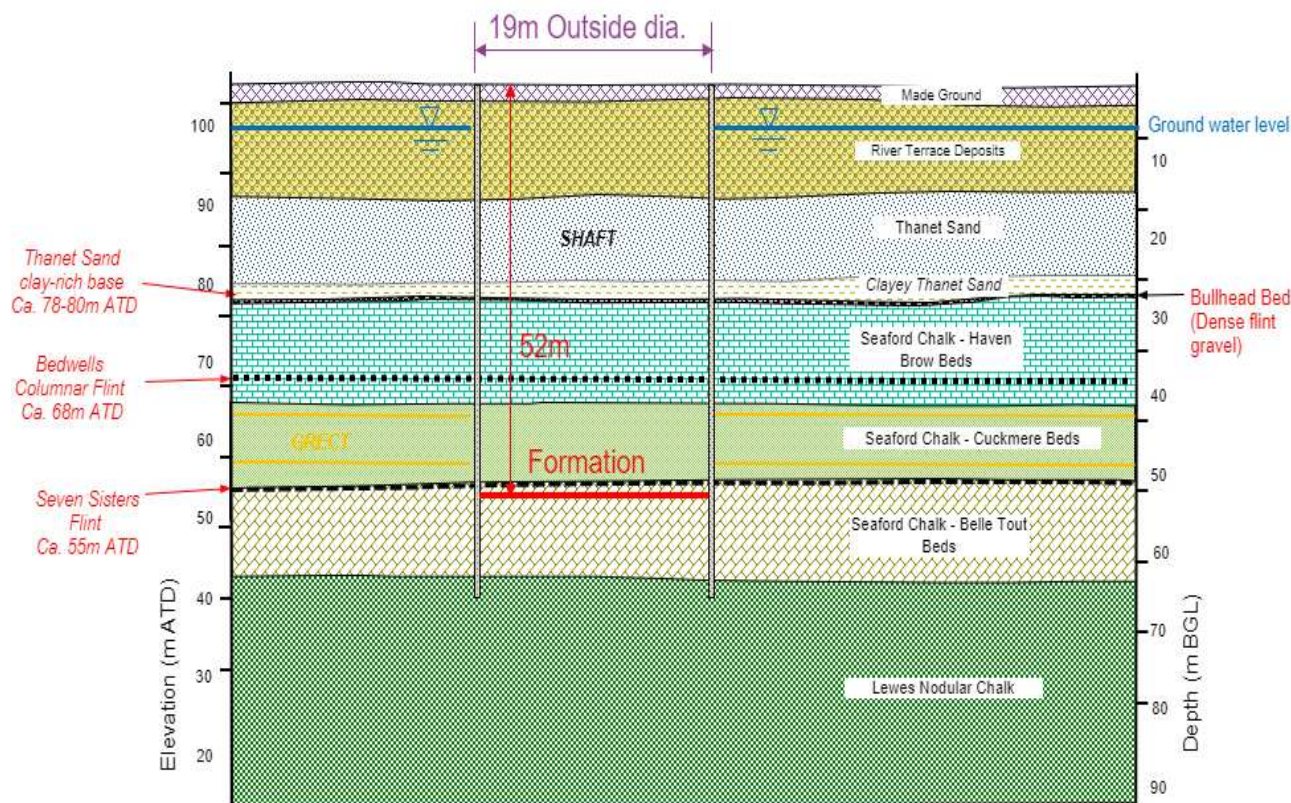 19m Outside dia.
Made Ground
100
Ground water level
River Terrace Deposits
10
90
Thanet Sand
SHAFT
20
Thanet Sand
clay-rich base
Ca. 78-80m ATD
80
Clayey Thanet Sand
Bullhead Bed
(Dense flint
gravel)
30
Seaford Chalk - Haven
Brow Beds
52m
Bedwells
Columnar Flint
Ca. 68m ATD
70
40
60
GRECT
Seaford Chalk - Cuckmere Beds
Formation
50
Seven Sisters
Flint
Ca. 55m ATD
50
Seaford Chalk - Belle Tout
Beds
60
40
Elevation (m ATD)
Depth (m BGL)
70
30
Lewes Nodular Chalk
80
20
90